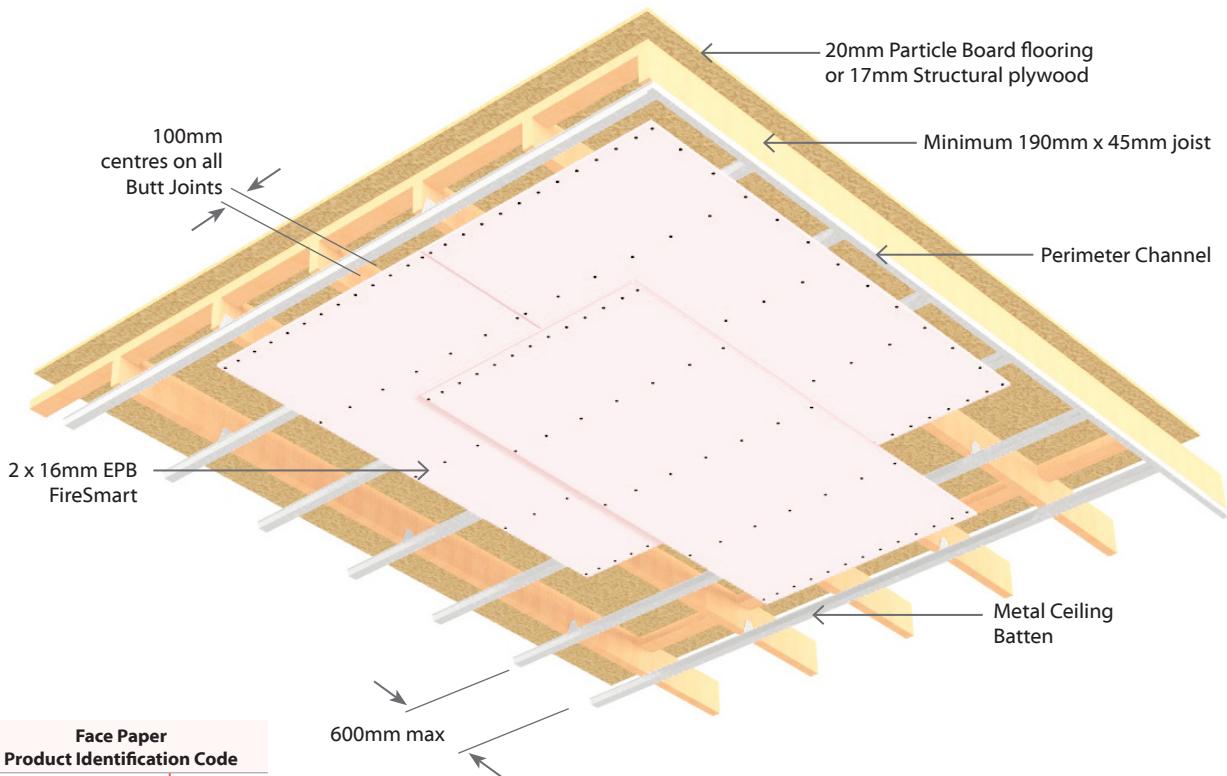 20mm Particle Board flooring
or 17mm Structural plywood
100mm
centres on all
Butt Joints
Minimum 190mm x 45mm joist
Perimeter Channel
2 x 16mm EPB
FireSmart
Metal Ceiling
Batten
600mm max
Face Paper
Product Identification Code